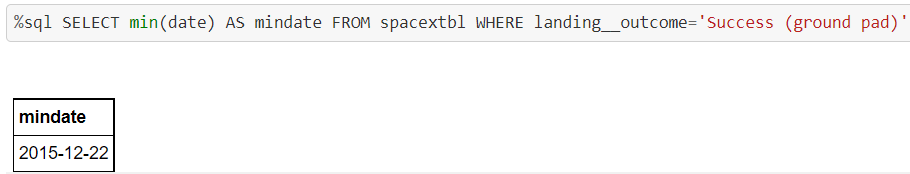 %sql SELECT min(date) AS mindate FROM spacextbl WHERE landing__outcome='Success (ground pad)'
mindate
2015-12-22